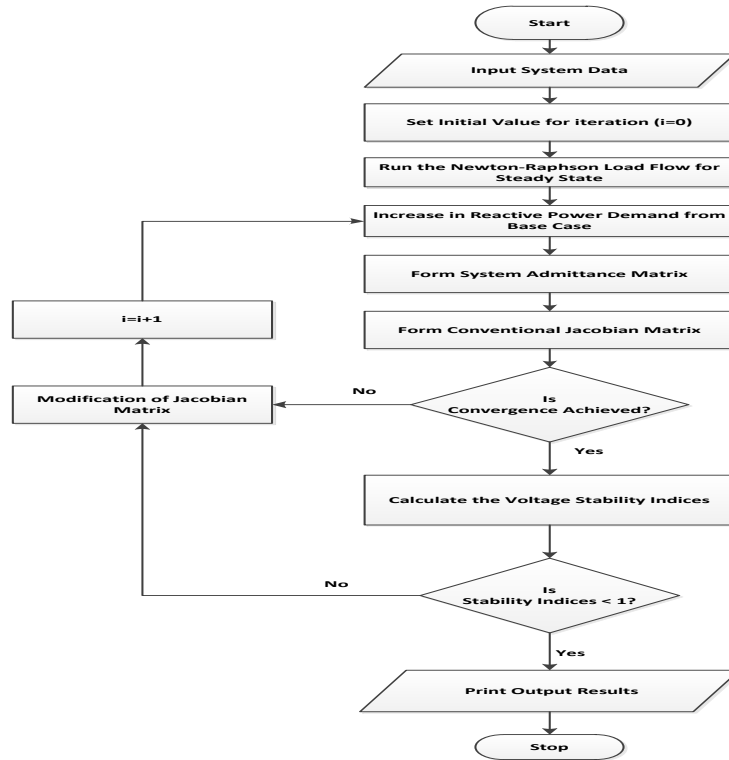 Start
Input System Data
Set Initial Value for iteration (i=0)
Run the Newton-Raphson Load Flow for
Steady State
Increase in Reactive Power Demand from
Base Case
Form System Admittance Matrix
i=i+1
Form Conventional Jacobian Matrix
No
Is
Convergence Achieved?
Modification of Jacobian
Matrix
Yes
Calculate the Voltage Stability Indices
No
Is
Stability Indices < 1?
Yes
Print Output Results
Stop